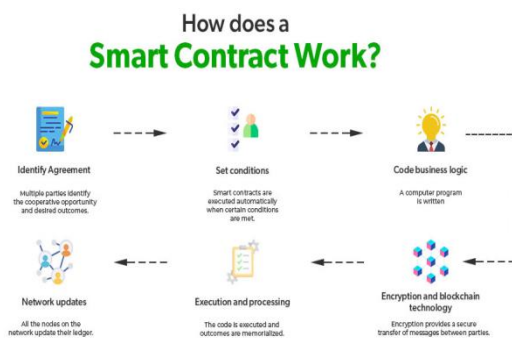 How does a
Smart Contract Work?
Identify Agreement
Multiple parties identify
the cooperative opportunity
and desired outcomes.
Set conditions
Smart contracts are
executed automatically
when certain conditions
are met.
Code business logic
A computer program
is written
Network updates
All the nodes on the
network update their ledger.
Execution and processing
The code is executed and
outcomes are memorialized.
Encryption and blockchain
technology
Encryption provides a secure
transfer of messages between parties.